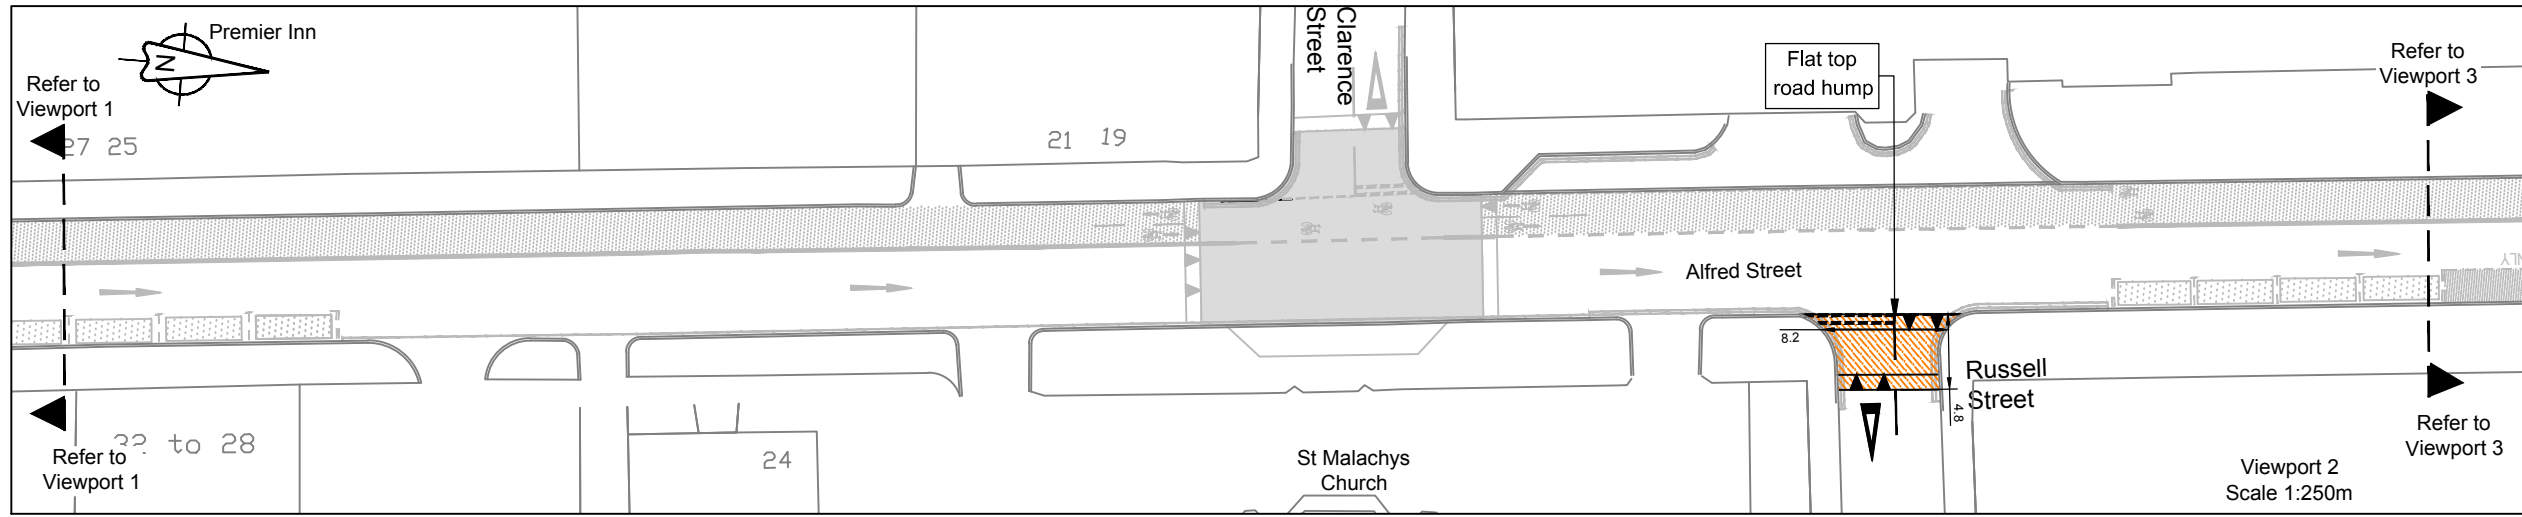 Premier Inn
N
Refer to
Viewport 1
27 25
21 19
Clarence
Street
Flat top
road hump
Refer to
Viewport 3
Alfred Street
8.2
4.8
Russell
Street
32 to 28
Refer to
Viewport 1
24
St Malachys
Church
Refer to
Viewport 3
Viewport 2
Scale 1:250m